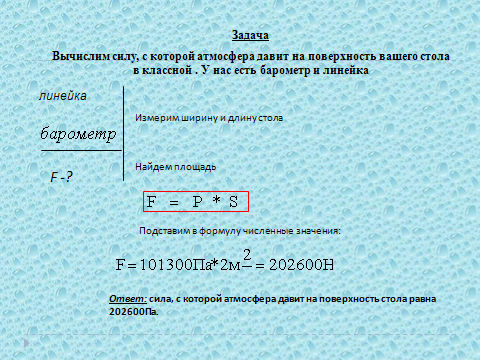 Задача
Вычислим силу, с которой атмосфера давит на поверхность вашего стола
в классной . У нас есть барометр и линейка
линейка
Измерим ширину и длину стола
барометр
Найдем площадь
F -?
F = P * S
Подставим в формулу численные значения:
F = 101300Па*2м² = 202600Н
Ответ: сила, с которой атмосфера давит на поверхность стола равна
202600Па.